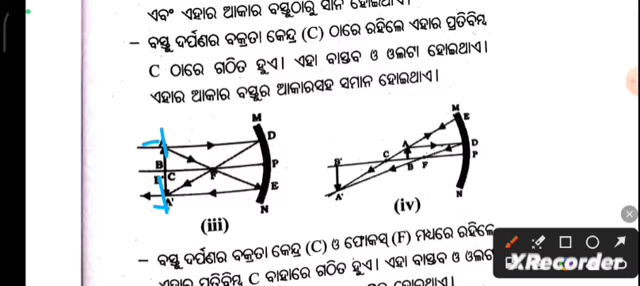 ଏବଂ ଏହାର ଆକାର ବସ୍ତୁଠାରୁ ସାନ
– ବସ୍ତୁ ଦର୍ପଣର ବକ୍ରତା କେନ୍ଦ୍ର (C) ଠାରେ ରହିଲେ ଏହାର ପ୍ରତିବିମ୍ବ
C ଠାରେ ଗଠିତ ହୁଏ। ଏହା ବାସ୍ତବ ଓ ଓଲଟା ହୋଇଥାଏ।
ଏହାର ଆକାର ବସ୍ତୁର ଆକାରସହ ସମାନ ହୋଇଥାଏ।
M
D
B
C
F
P
E
A'
N
(iii)
M
E
A
D
B'
C
B
F
P
A'
N
(iv)
– ବସ୍ତୁ ଦର୍ପଣର ବକ୍ରତା କେନ୍ଦ୍ର (C) ଓ ଫୋକସ୍ (F) ମଧ୍ୟରେ ରହିଲେ
ଏହାର ପ୍ରତିବିମ୍ବ C ବାହାରେ ଗଠିତ ହୁଏ। ଏହା ବାସ୍ତବ ଓ
XRecorder